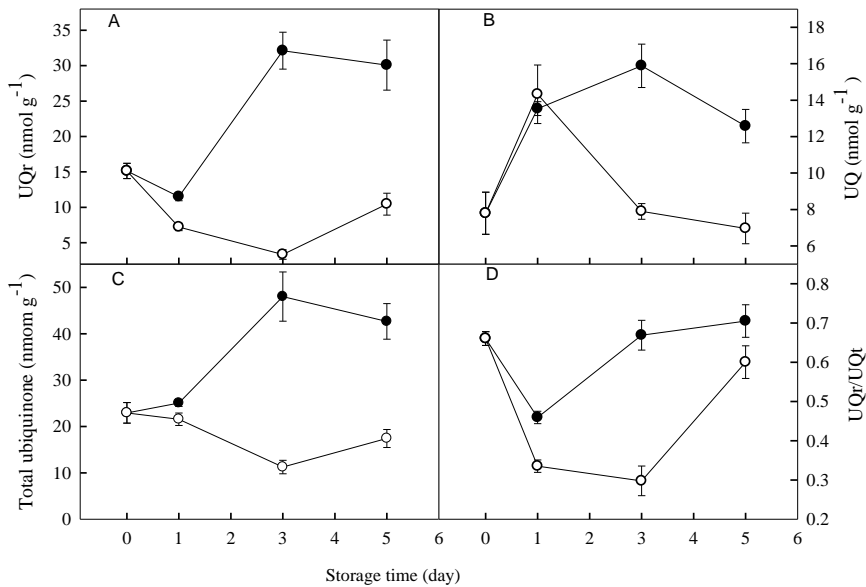 A
35
30
25
20
15
10
5
UQr (nmol g⁻¹)
B
18
16
14
12
10
8
6
UQ (nmol g⁻¹)
C
50
40
30
20
10
0
Total ubiquinone (nmom g⁻¹)
D
0.8
0.7
0.6
0.5
0.4
0.3
0.2
UQr/UQt
0 1 2 3 4 5 6
0 1 2 3 4 5 6
Storage time (day)